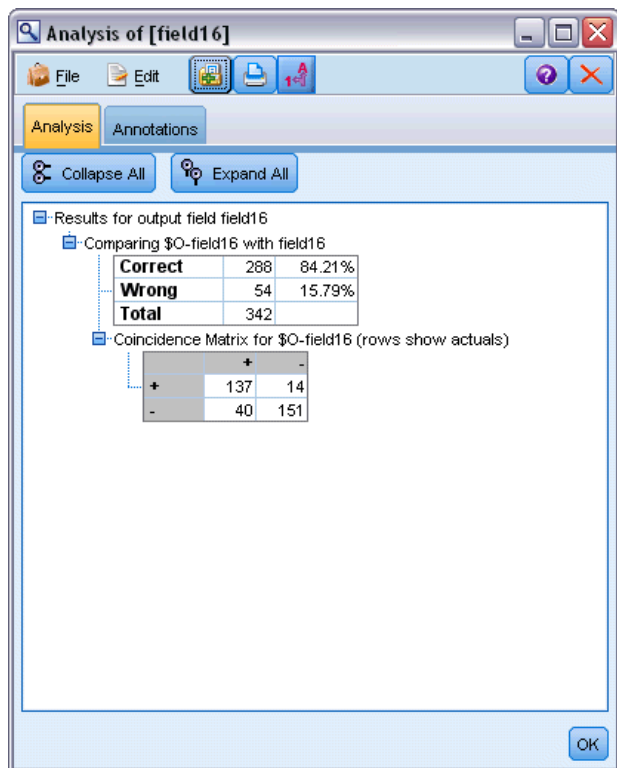 Analysis of [field16]
File Edit
Analysis Annotations
Collapse All Expand All
Results for output field field16
Comparing $O-field16 with field16
Correct 288 84.21%
Wrong 54 15.79%
Total 342
Coincidence Matrix for $O-field16 (rows show actuals)
+ -
+ 137 14
- 40 151
OK